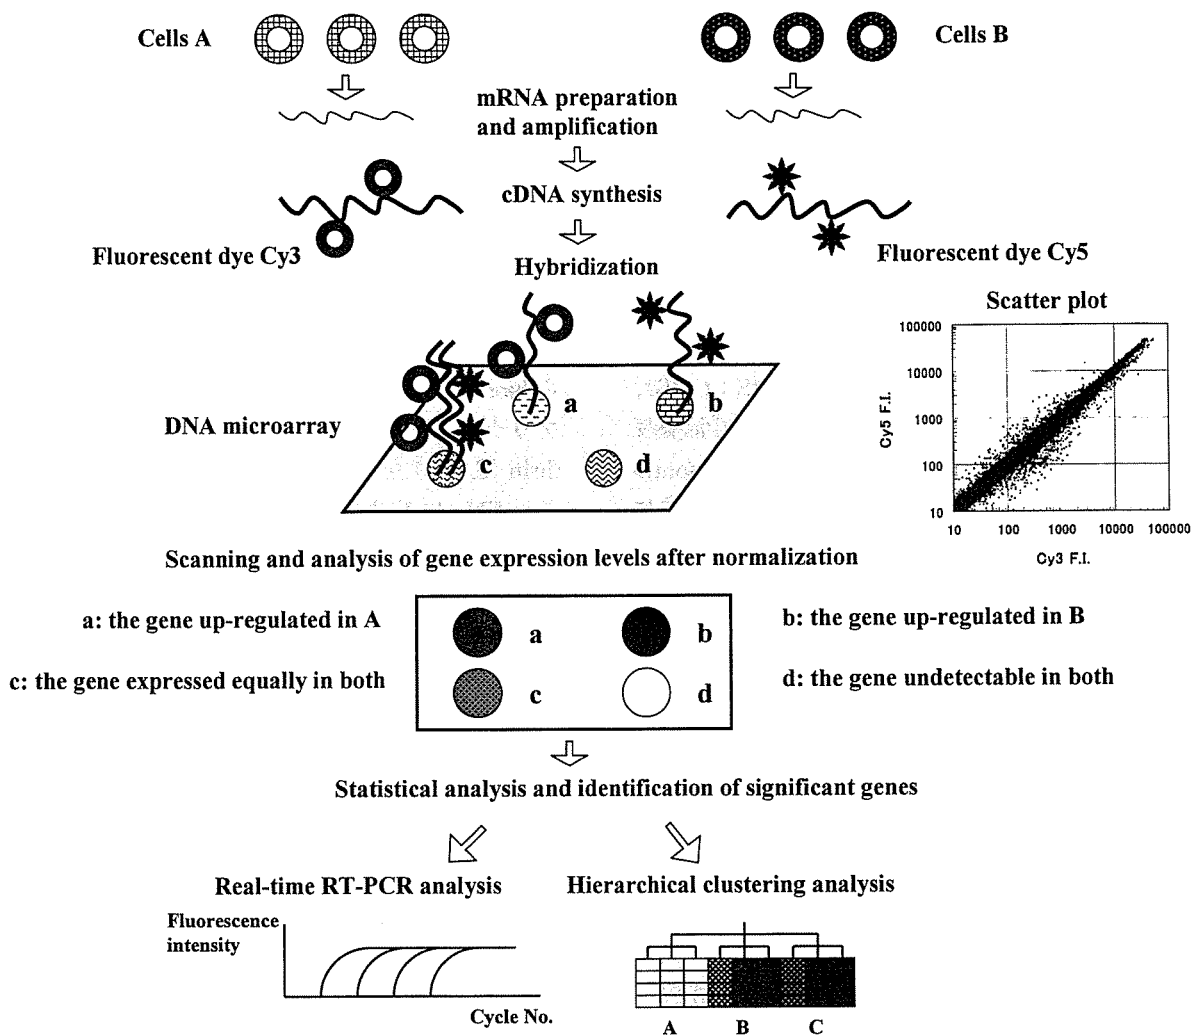 Cells A
Cells B
mRNA preparation
and amplification
cDNA synthesis
Fluorescent dye Cy3
Fluorescent dye Cy5
Hybridization
Scatter plot
100000
10000
1000
100
10
Cy5 F.I.
10 100 1000 10000 100000
Cy3 F.I.
DNA microarray
a
b
c
d
Scanning and analysis of gene expression levels after normalization
a: the gene up-regulated in A
b: the gene up-regulated in B
c: the gene expressed equally in both
d: the gene undetectable in both
a
b
c
d
Statistical analysis and identification of significant genes
Real-time RT-PCR analysis
Hierarchical clustering analysis
Fluorescence
intensity
Cycle No.
A B C